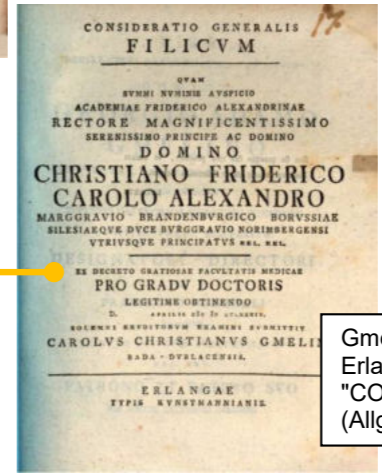 17
CONSIDERATIO GENERALIS
FILICVM
QVAM
SVMMI NVMINIS AVSPICIO
ACADEMIAE FRIDERICO ALEXANDRINAE
RECTORE MAGNIFICENTISSIMO
SERENISSIMO PRINCIPE AC DOMINO
DOMINO
CHRISTIANO FRIDERICO
CAROLO ALEXANDRO
MARGGRAVIO BRANDENBVRGICO BORVSSIAE
SILESIAEQVE DVCE BVRGGRAVIO NORIMBERGENSI
VTRIVSQVE PRINCIPATVS REL. REL.
EX DECRETO GRATIOSAE FACVLTATIS MEDICAE
PRO GRADV DOCTORIS
LEGITIME OBTINENDO
D. APRILIS
SOLEMNI ERVDITORVM EXAMINI SVBMITTIT
CAROLVS CHRISTIANVS GMELIN
BADA-DVRLACENSIS.
ERLANGAE
TYPIS KVNSTMANNIANIS.
Gme
Erla
"CO
(Allg